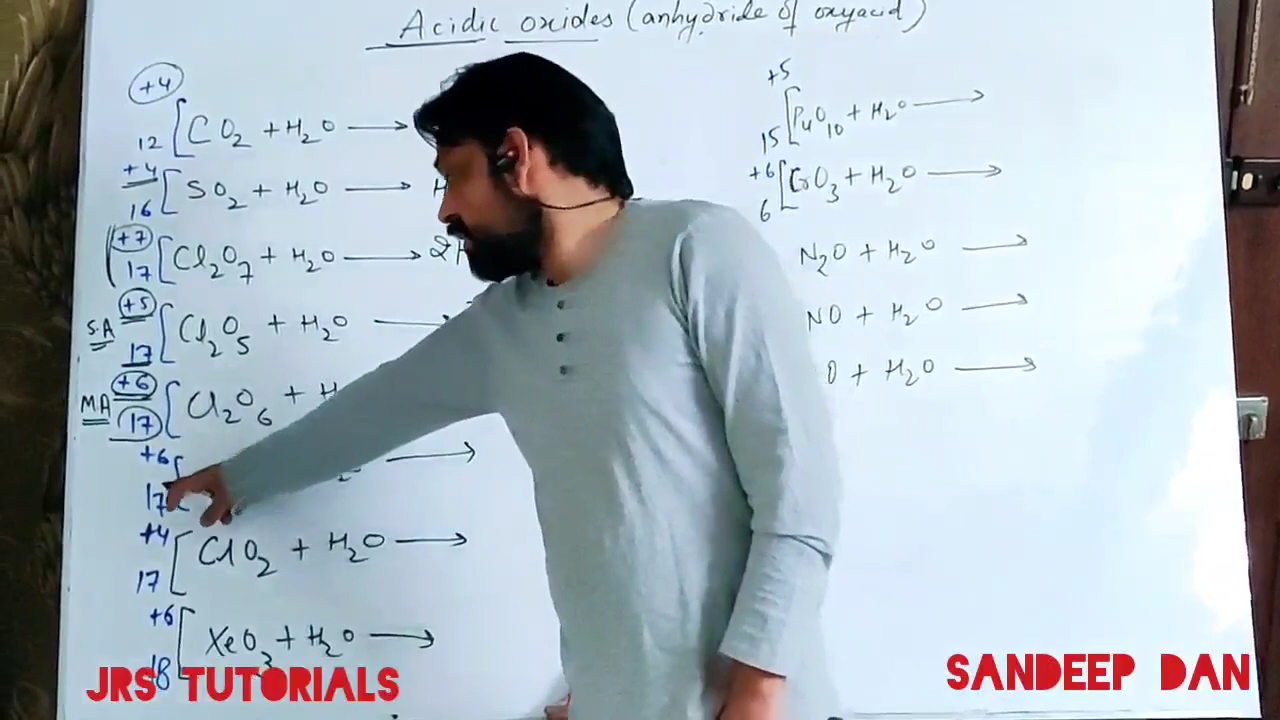 Acidic oxides (anhydride of oxyacid)
+4
12 [ CO2 + H2O →
+4
16 [ SO2 + H2O → H
+7
17 [ Cl2O7 + H2O → 2H
+5
S.A 17 [ Cl2O5 + H2O →
+6
M.A 17 [ Cl2O6 + H
+6
17 [ →
+4
17 [ ClO2 + H2O →
+6
18 [ XeO3 + H2O →
+5
15 [ P4O10 + H2O →
+6
6 [ CrO3 + H2O →
N2O + H2O →
NO + H2O →
O + H2O →
JRS TUTORIALS
SANDEEP DAN